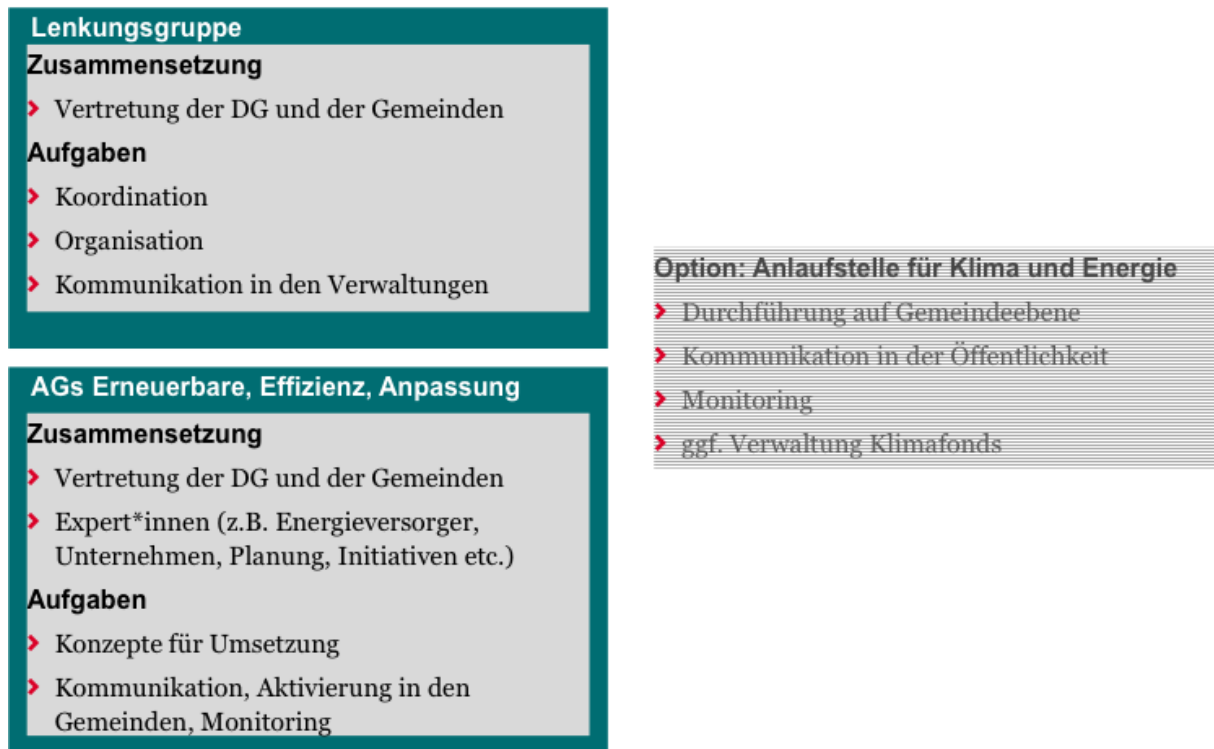 Lenkungsgruppe
Zusammensetzung
Vertretung der DG und der Gemeinden
Aufgaben
Koordination
Organisation
Kommunikation in den Verwaltungen
AGs Erneuerbare, Effizienz, Anpassung
Zusammensetzung
Vertretung der DG und der Gemeinden
Expert*innen (z.B. Energieversorger,
Unternehmen, Planung, Initiativen etc.)
Aufgaben
Konzepte für Umsetzung
Kommunikation, Aktivierung in den
Gemeinden, Monitoring
Option: Anlaufstelle für Klima und Energie
Durchführung auf Gemeindeebene
Kommunikation in der Öffentlichkeit
Monitoring
ggf. Verwaltung Klimafonds